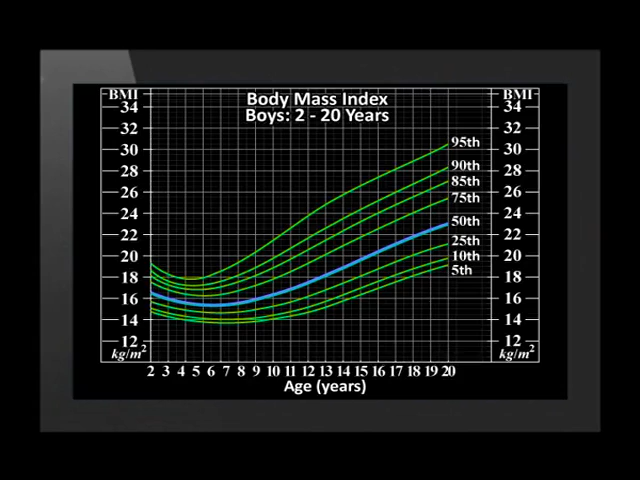 Body Mass Index
Boys: 2 - 20 Years
BMI BMI
34 34
32 32
30 30
95th
28 28
90th
85th
26 26
75th
24 24
50th
22 22
25th
20 20
10th
5th
18 18
16 16
14 14
12 12
kg/m² kg/m²
2 3 4 5 6 7 8 9 10 11 12 13 14 15 16 17 18 19 20
Age (years)